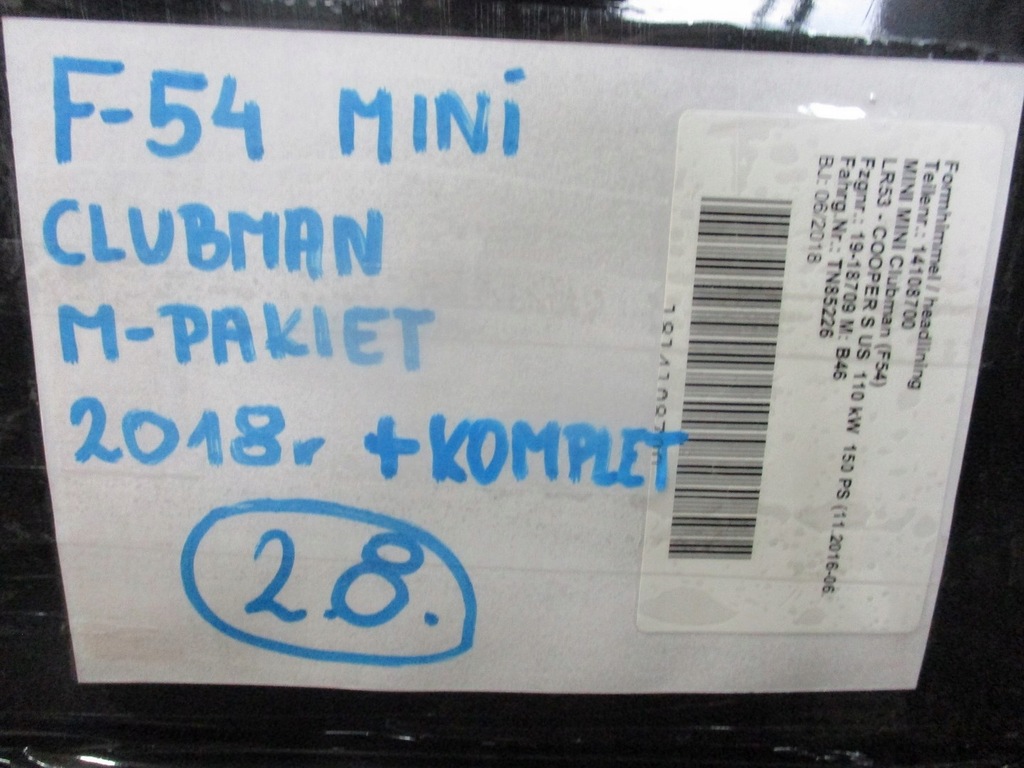 F-54 MINI
CLUBMAN
M-PAKIET
2018r +KOMPLET
28.
Formhimmel / headlining
Teilenr.: 14108700
MINI MINI Clubman (F54)
LR53 - COOPER S US 110 kW 150 PS (11.2016-06
Fzgnr.: 19-18709 M: B46
Fahrg.Nr.: TN85226
BJ: 06/2018